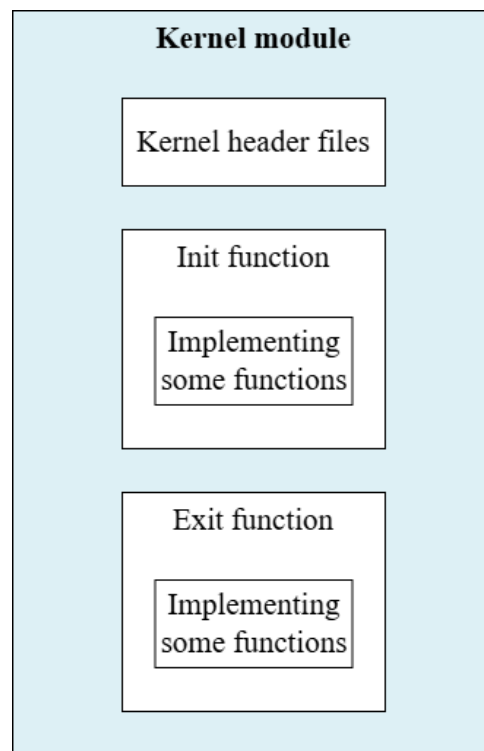 Kernel module
Kernel header files
Init function
Implementing
some functions
Exit function
Implementing
some functions